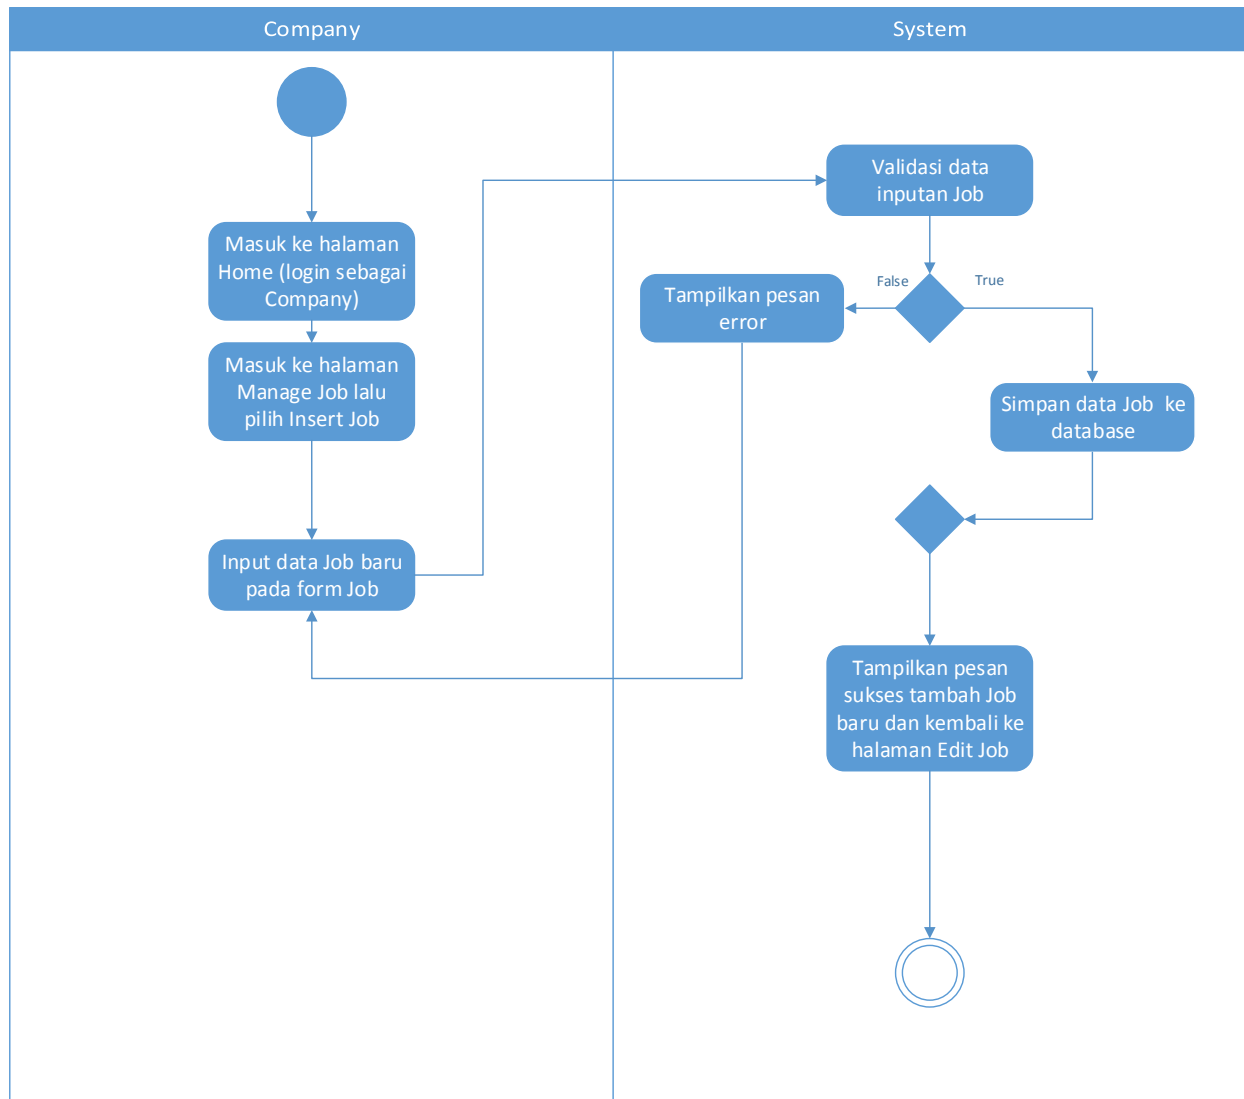 Company
System
Masuk ke halaman
Home (login sebagai
Company)
Masuk ke halaman
Manage Job lalu
pilih Insert Job
Input data Job baru
pada form Job
Validasi data
inputan Job
False
True
Tampilkan pesan
error
Simpan data Job ke
database
Tampilkan pesan
sukses tambah Job
baru dan kembali ke
halaman Edit Job